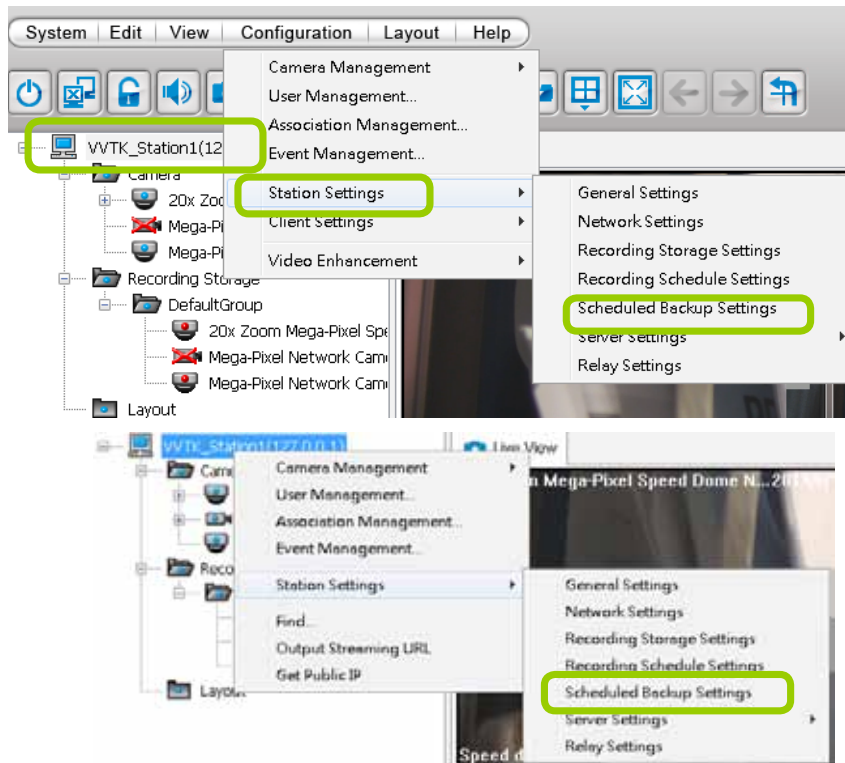 System Edit View Configuration Layout Help
Camera Management
User Management...
Association Management...
Event Management...
Station Settings
Client Settings
Video Enhancement
General Settings
Network Settings
Recording Storage Settings
Recording Schedule Settings
Scheduled Backup Settings
Server Settings
Relay Settings
VVTK_Station1(12
Camera
20x Zoo
Mega-Pi
Mega-Pi
Recording Storage
DefaultGroup
20x Zoom Mega-Pixel Spe
Mega-Pixel Network Cam
Mega-Pixel Network Cam
Layout
VVTK_Station1(127.0.0.1)
Came
Reco
Layout
Camera Management
User Management...
Association Management...
Event Management...
Station Settings
Find...
Output Streaming URL
Get Public IP
General Settings
Network Settings
Recording Storage Settings
Recording Schedule Settings
Scheduled Backup Settings
Server Settings
Relay Settings
Live View
Mega-Pixel Speed Dome N...
Speed d